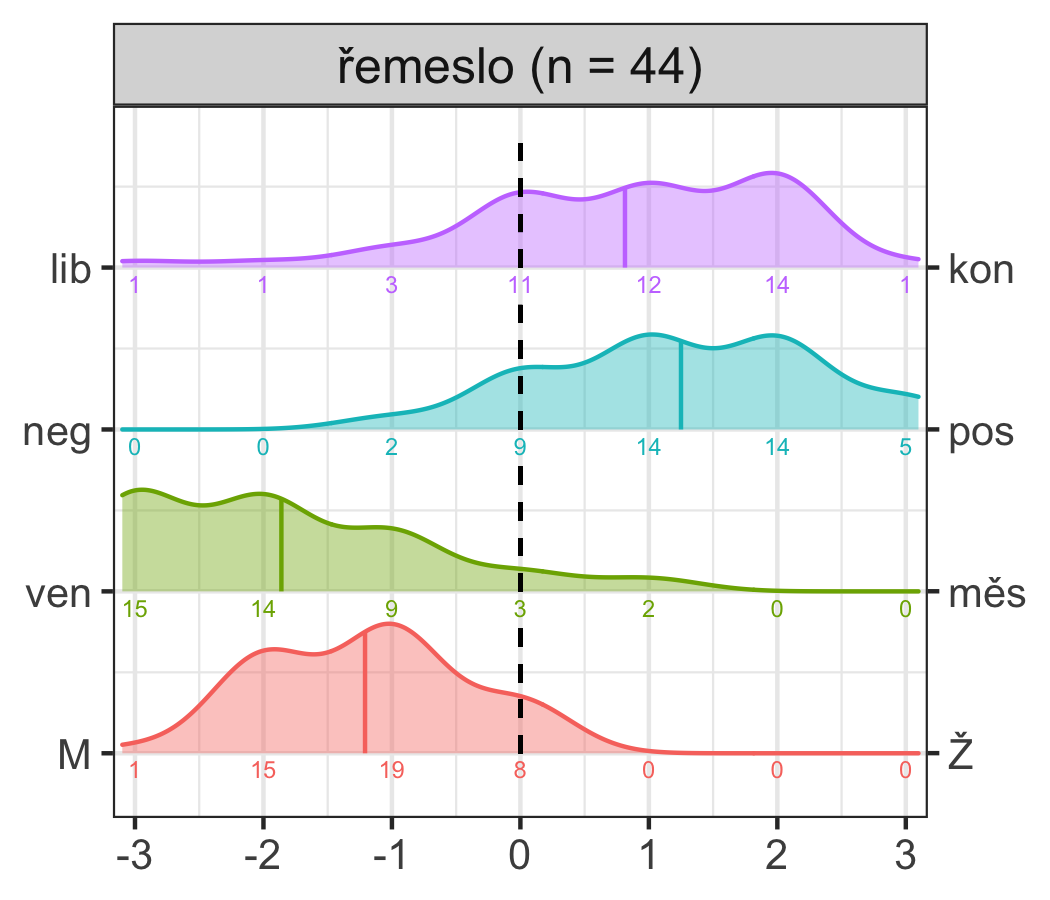 řemeslo (n = 44)
lib kon
1 1 3 11 12 14 1
neg pos
0 0 2 9 14 14 5
ven měs
15 14 9 3 2 0 0
M Ž
1 15 19 8 0 0 0
-3 -2 -1 0 1 2 3